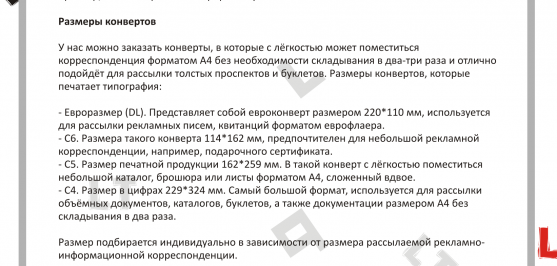 Размеры конвертов
У нас можно заказать конверты, в которые с лёгкостью может поместиться
корреспонденция форматом А4 без необходимости складывания в два-три раза и отлично
подойдёт для рассылки толстых проспектов и буклетов. Размеры конвертов, которые
печатает типография:
- Евроразмер (DL). Представляет собой евроконверт размером 220*110 мм, используется
для рассылки рекламных писем, квитанций форматом еврофлаера.
- С6. Размера такого конверта 114*162 мм, предпочтителен для небольшой рекламной
корреспонденции, например, подарочного сертификата.
- С5. Размер печатной продукции 162*259 мм. В такой конверт с лёгкостью поместиться
небольшой каталог, брошюра или листы форматом А4, сложенный вдвое.
- С4. Размер в цифрах 229*324 мм. Самый большой формат, используется для рассылки
объёмных документов, каталогов, буклетов, а также документации размером А4 без
складывания в два раза.
Размер подбирается индивидуально в зависимости от размера рассылаемой рекламно-
информационной корреспонденции.